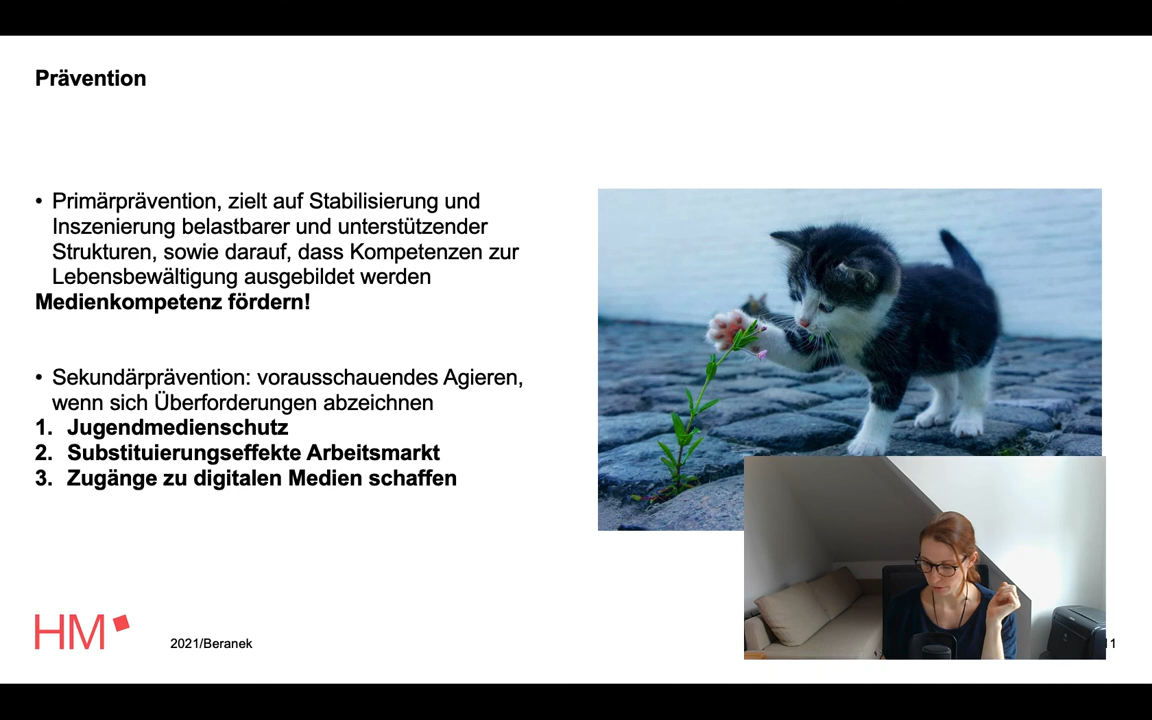 Prävention
• Primärprävention, zielt auf Stabilisierung und
Inszenierung belastbarer und unterstützender
Strukturen, sowie darauf, dass Kompetenzen zur
Lebensbewältigung ausgebildet werden
Medienkompetenz fördern!
• Sekundärprävention: vorausschauendes Agieren,
wenn sich Überforderungen abzeichnen
1. Jugendmedienschutz
2. Substituierungseffekte Arbeitsmarkt
3. Zugänge zu digitalen Medien schaffen
HM
2021/Beranek
11